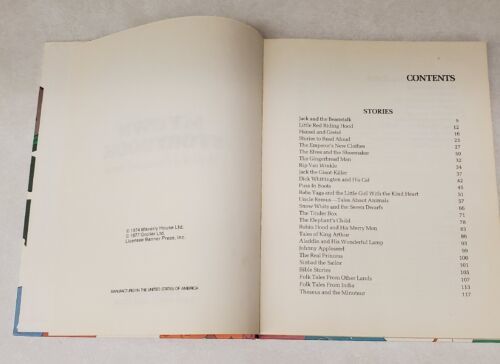 © 1974 Waverly House Ltd.
© 1977 Grolier Ltd.
Licensee Banner Press, Inc.
MANUFACTURED IN THE UNITED STATES OF AMERICA
CONTENTS
STORIES
Jack and the Beanstalk 9
Little Red Riding Hood 12
Hansel and Gretel 16
Stories to Read Aloud 23
The Emperor's New Clothes 27
The Elves and the Shoemaker 30
The Gingerbread Man 32
Rip Van Winkle 34
Jack the Giant-Killer 37
Dick Whittington and His Cat 42
Puss In Boots 45
Baba Yaga and the Little Girl With the Kind Heart 51
Uncle Remus—Tales About Animals 57
Snow White and the Seven Dwarfs 66
The Tinder Box 71
The Elephant's Child 78
Robin Hood and His Merry Men 83
Tales of King Arthur 86
Aladdin and His Wonderful Lamp 93
Johnny Appleseed 99
The Real Princess 100
Sinbad the Sailor 101
Bible Stories 105
Folk Tales From Other Lands 107
Folk Tales From India 113
Theseus and the Minotaur 117